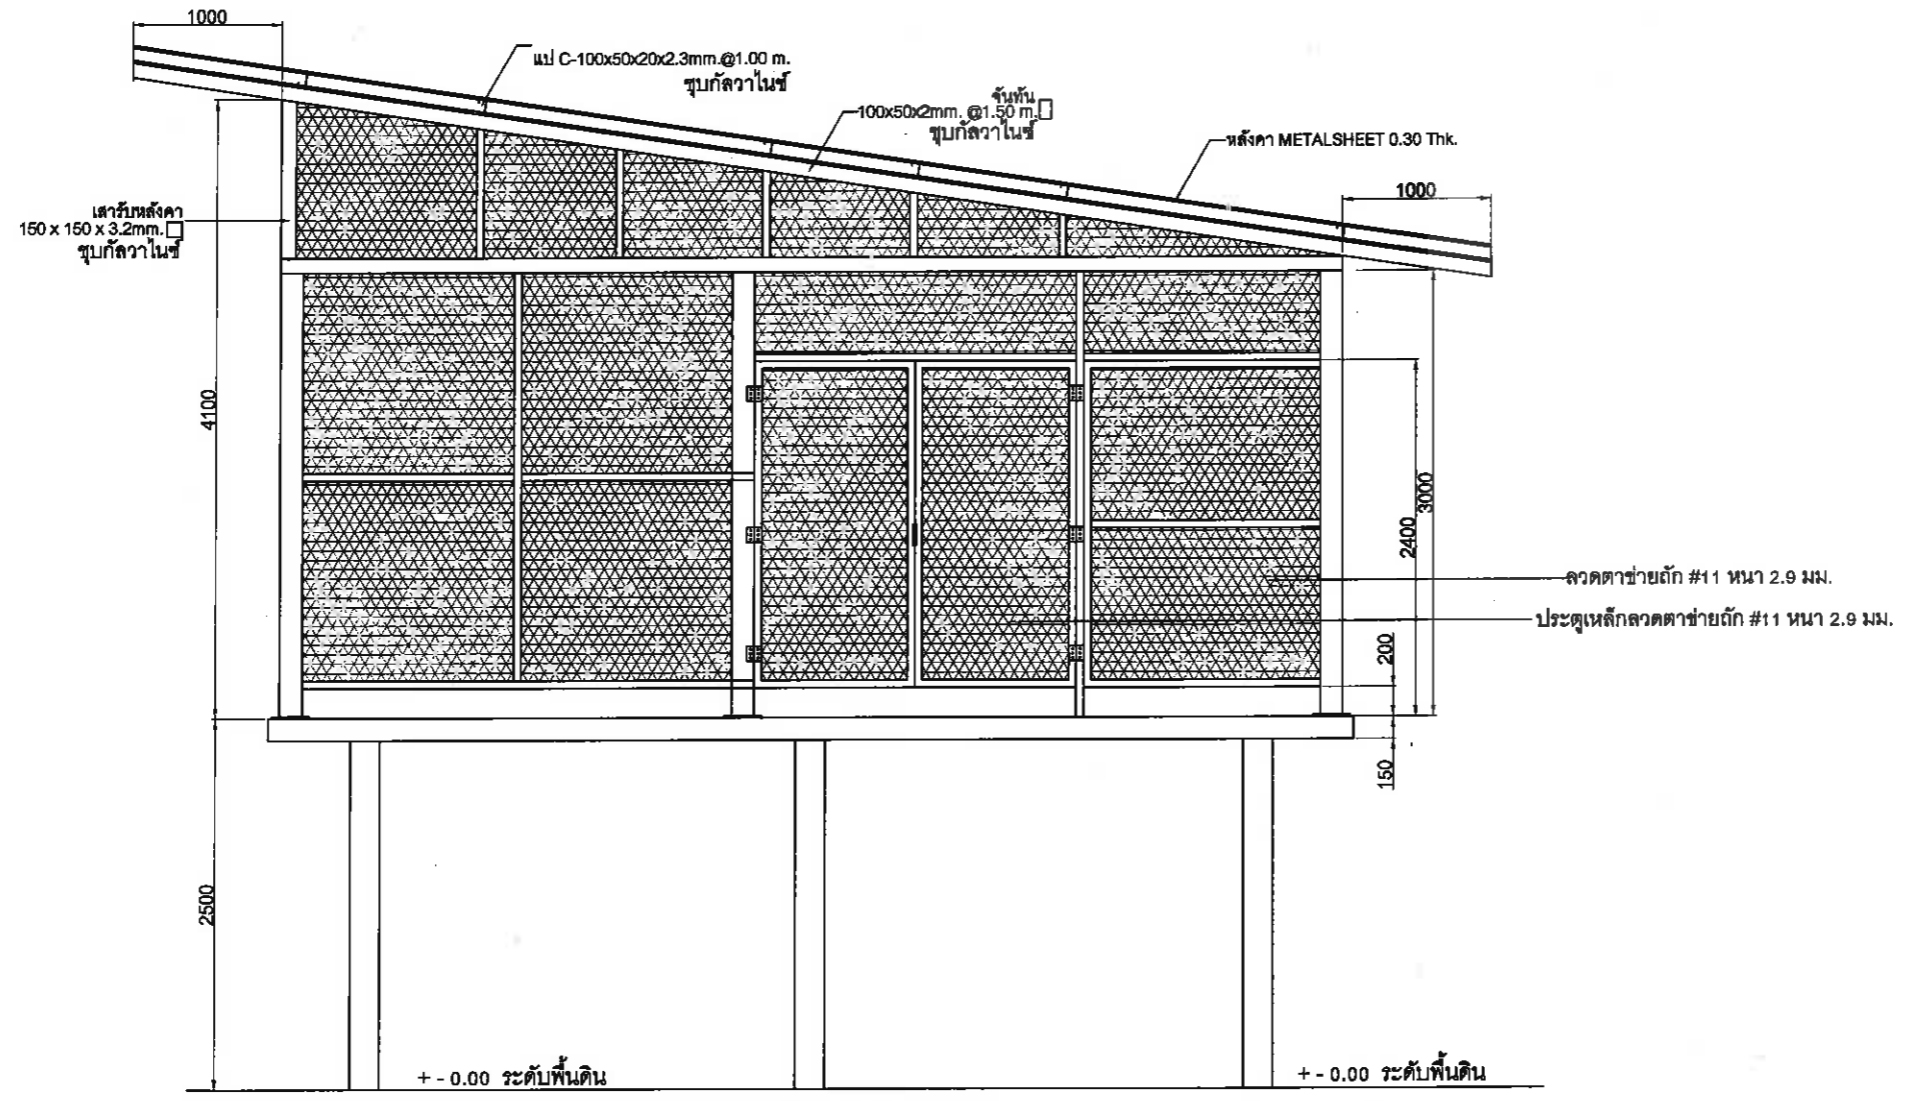 1000
แป C-100x50x20x2.3mm.@1.00 m.
ชุบกัลวาไนซ์
จันทัน
100x50x2mm. @1.50 m.
ชุบกัลวาไนซ์
หลังคา METALSHEET 0.30 Thk.
1000
เสารับหลังคา
150 x 150 x 3.2mm.
ชุบกัลวาไนซ์
4100
3000
2400
ลวดตาข่ายถัก #11 หนา 2.9 มม.
ประตูเหล็กลวดตาข่ายถัก #11 หนา 2.9 มม.
200
150
2500
+ - 0.00 ระดับพื้นดิน
+ - 0.00 ระดับพื้นดิน